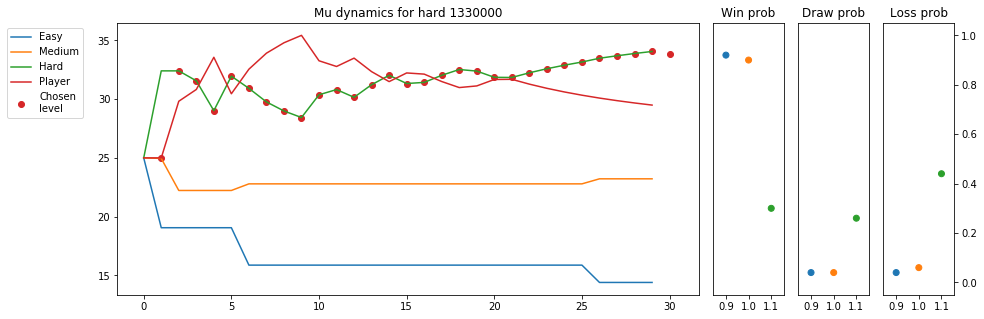 Mu dynamics for hard 1330000
Win prob
Draw prob
Loss prob
Easy
Medium
Hard
Player
Chosen
level
35
30
25
20
15
0
5
10
15
20
25
30
0.9
1.0
1.1
0.9
1.0
1.1
0.9
1.0
1.1
1.0
0.8
0.6
0.4
0.2
0.0